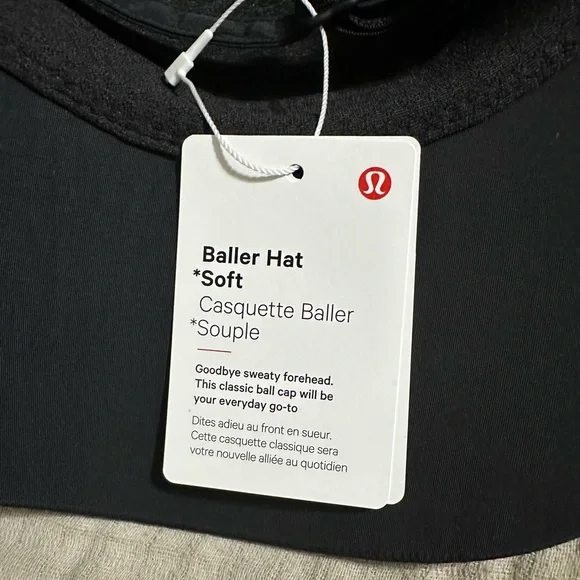 Baller Hat
*Soft
Casquette Baller
*Souple
Goodbye sweaty forehead.
This classic ball cap will be
your everyday go-to
Dites adieu au front en sueur.
Cette casquette classique sera
votre nouvelle alliée au quotidien